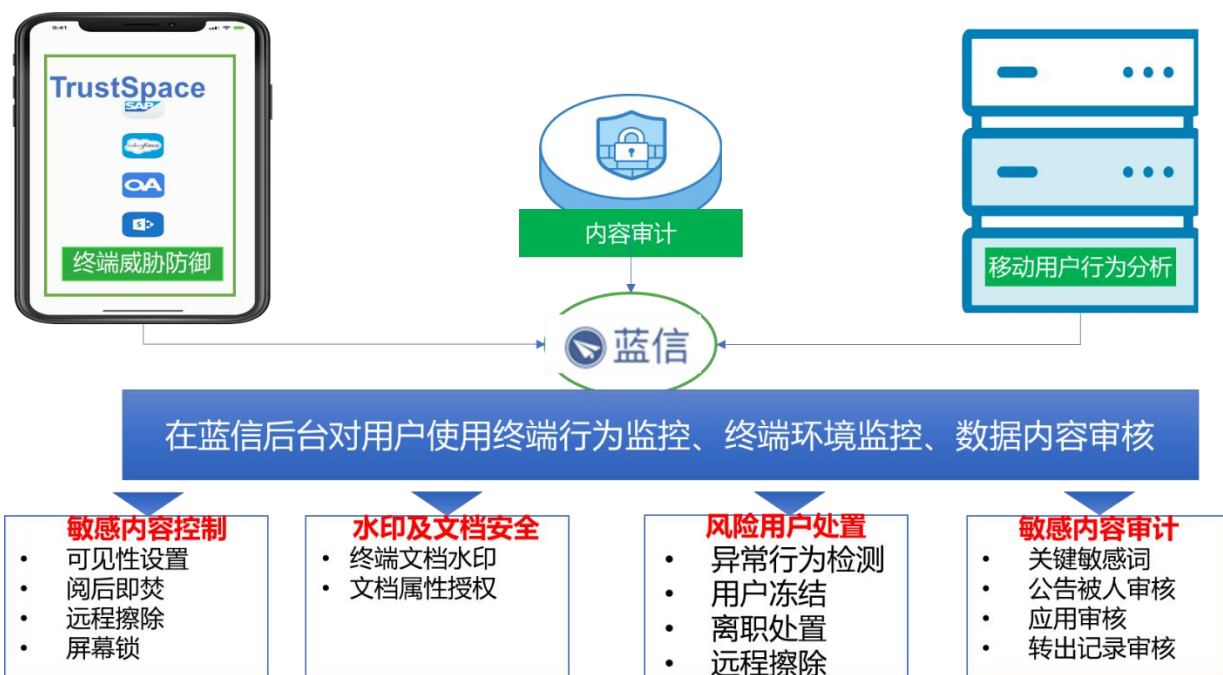 9:41
TrustSpace
SAP
salesforce
OA
S
终端威胁防御
内容审计
移动用户行为分析
蓝信
在蓝信后台对用户使用终端行为监控、终端环境监控、数据内容审核
敏感内容控制
• 可见性设置
• 阅后即焚
• 远程擦除
• 屏幕锁
水印及文档安全
• 终端文档水印
• 文档属性授权
风险用户处置
• 异常行为检测
• 用户冻结
• 离职处置
• 远程擦除
敏感内容审计
• 关键敏感词
• 公告被人审核
• 应用审核
• 转出记录审核